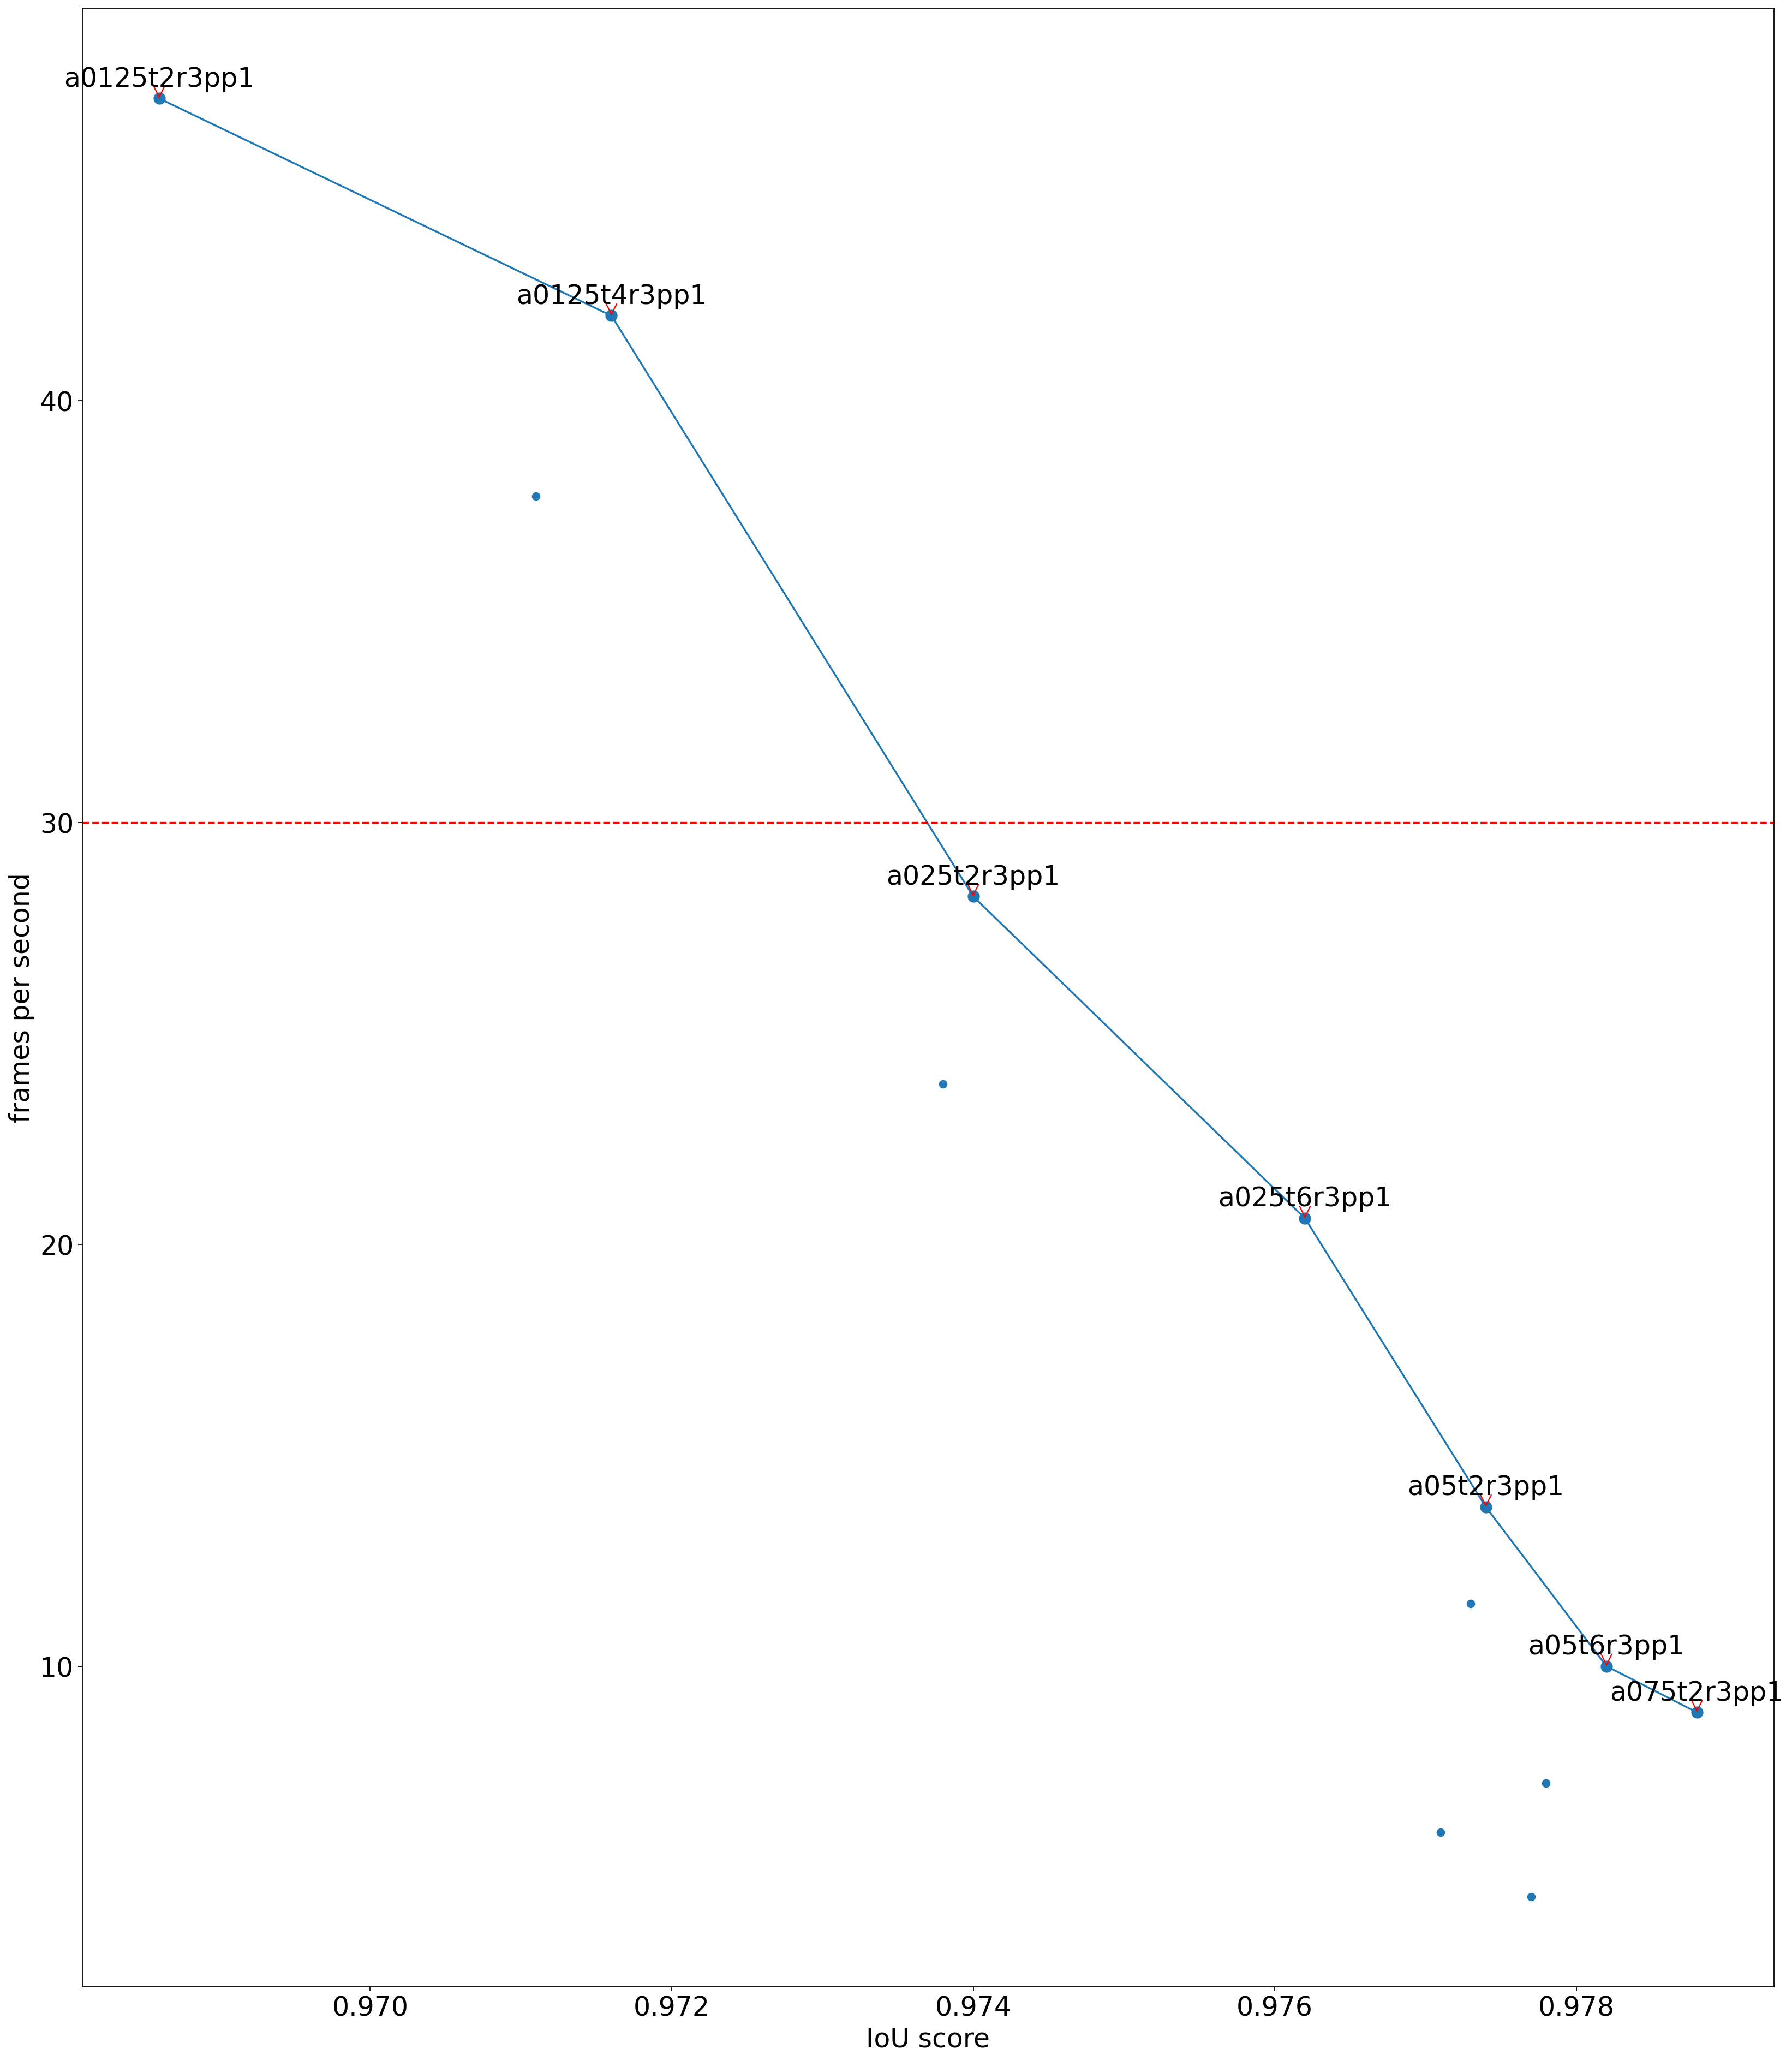 a0125t2r3pp1
a0125t4r3pp1
40
30
a025t2r3pp1
frames per second
a025t6r3pp1
20
a05t2r3pp1
a05t6r3pp1
10
a075t2r3pp1
0.970
0.972
0.974
0.976
0.978
IoU score